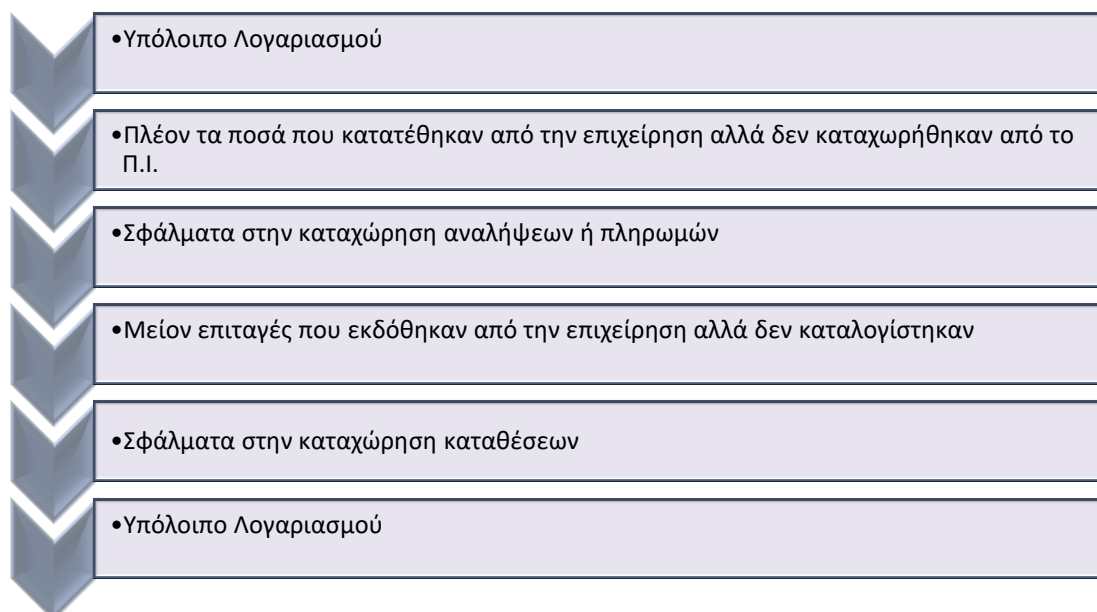 •Υπόλοιπο Λογαριασμού
•Πλέον τα ποσά που κατατέθηκαν από την επιχείρηση αλλά δεν καταχωρήθηκαν από το
Π.Ι.
•Σφάλματα στην καταχώρηση αναλήψεων ή πληρωμών
•Μείον επιταγές που εκδόθηκαν από την επιχείρηση αλλά δεν καταλογίστηκαν
•Σφάλματα στην καταχώρηση καταθέσεων
•Υπόλοιπο Λογαριασμού